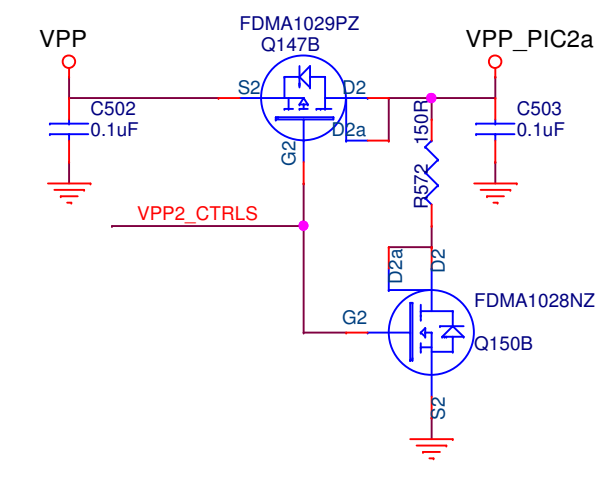 FDMA1029PZ
VPP
Q147B
VPP_PIC2a
S2
D2
C502
0.1uF
D2a
G2
150R
R572
C503
0.1uF
VPP2_CTRLS
D2a
D2
FDMA1028NZ
G2
Q150B
S2